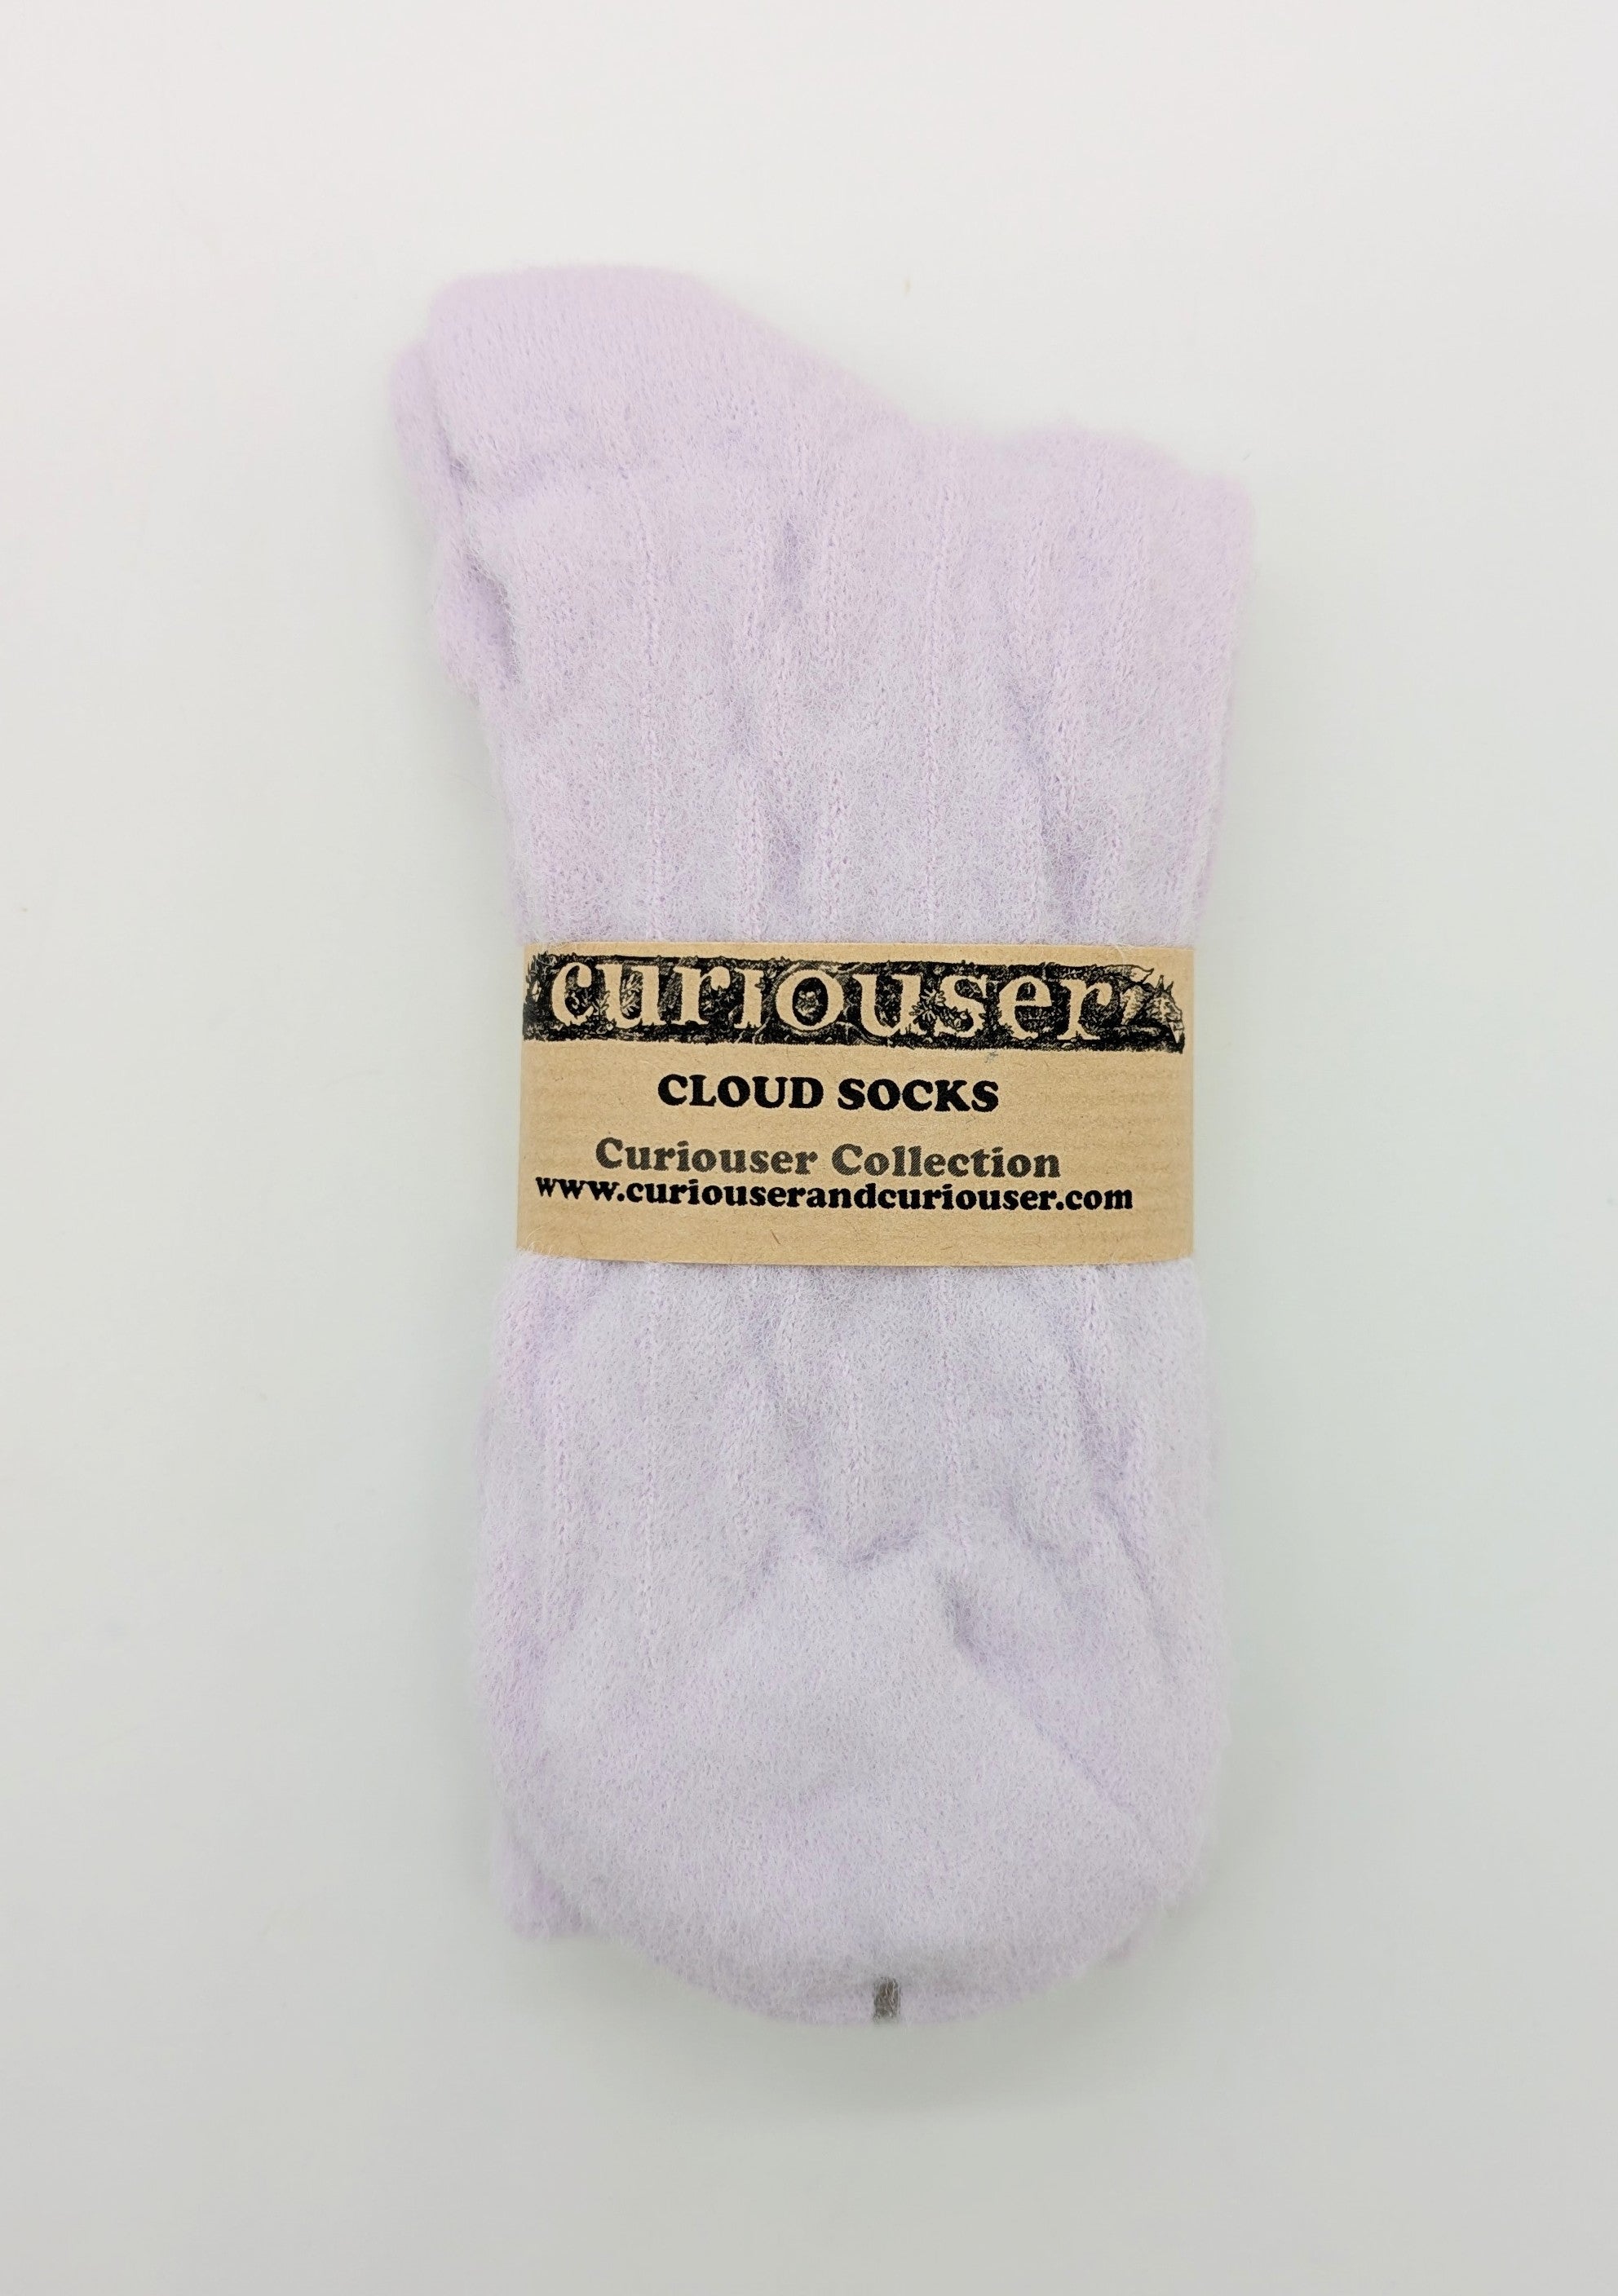 curiouser
CLOUD SOCKS
Curiouser Collection
www.curiouserandcuriouser.com